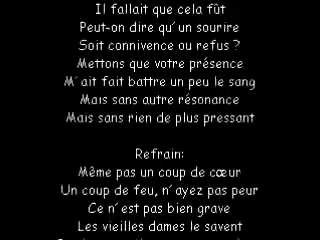 Il fallait que cela fût
Peut-on dire qu'un sourire
Soit connivence ou refus ?
Mettons que votre présence
M'ait fait battre un peu le sang
Mais sans autre résonance
Mais sans rien de plus pressant
Refrain:
Même pas un coup de cœur
Un coup de feu, n'ayez pas peur
Ce n'est pas bien grave
Les vieilles dames le savent